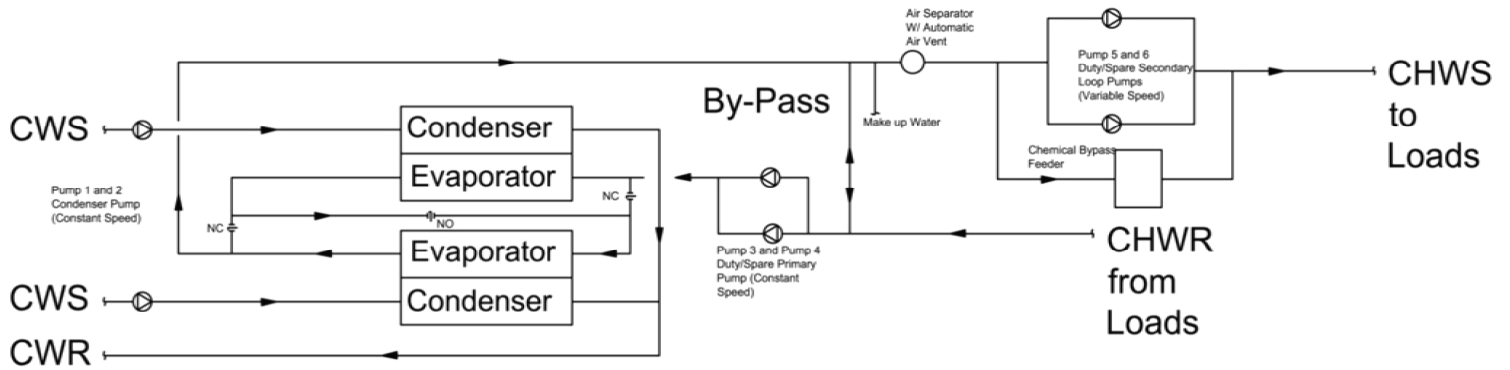 Air Separator
W/ Automatic
Air Vent
Pump 5 and 6
Duty/Spare Secondary
Loop Pumps
(Variable Speed)
CHWS
to
Loads
By-Pass
Make up Water
CWS
Condenser
Evaporator
Chemical Bypass
Feeder
Pump 1 and 2
Condenser Pump
(Constant Speed)
NC
NC
NO
Evaporator
Condenser
Pump 3 and Pump 4
Duty/Spare Primary
Pump (Constant
Speed)
CHWR
from
Loads
CWS
CWR